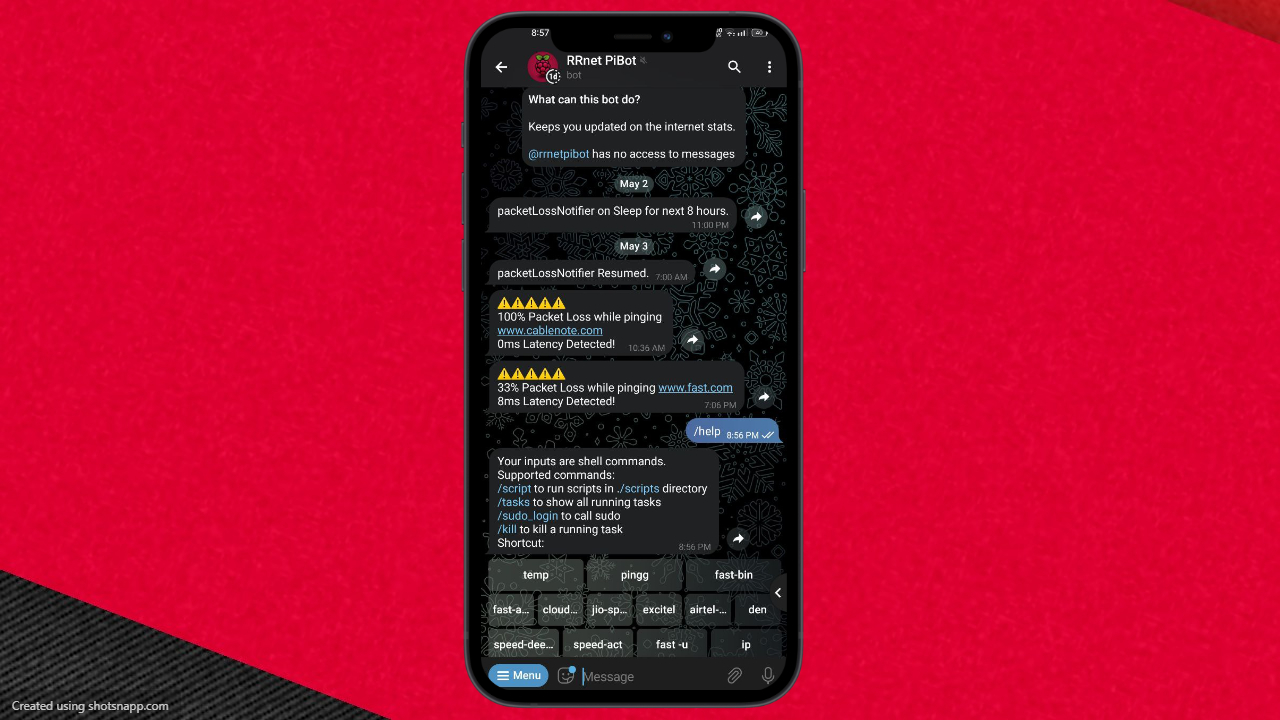 8:57
RRnet PiBot
1d
bot
What can this bot do?
Keeps you updated on the internet stats.
@rrnetpibot has no access to messages
May 2
packetLossNotifier on Sleep for next 8 hours.
11:00 PM
May 3
packetLossNotifier Resumed. 7:00 AM
100% Packet Loss while pinging
www.cablenote.com
0ms Latency Detected! 10:36 AM
33% Packet Loss while pinging www.fast.com
8ms Latency Detected! 7:06 PM
/help 8:56 PM
Your inputs are shell commands.
Supported commands:
/script to run scripts in ./scripts directory
/tasks to show all running tasks
/sudo_login to call sudo
/kill to kill a running task
Shortcut: 8:56 PM
temp pingg fast-bin
fast-a... cloud... jio-sp... excitel airtel-... den
speed-dee... speed-act fast -u ip
Menu Message
Created using shotsnapp.com